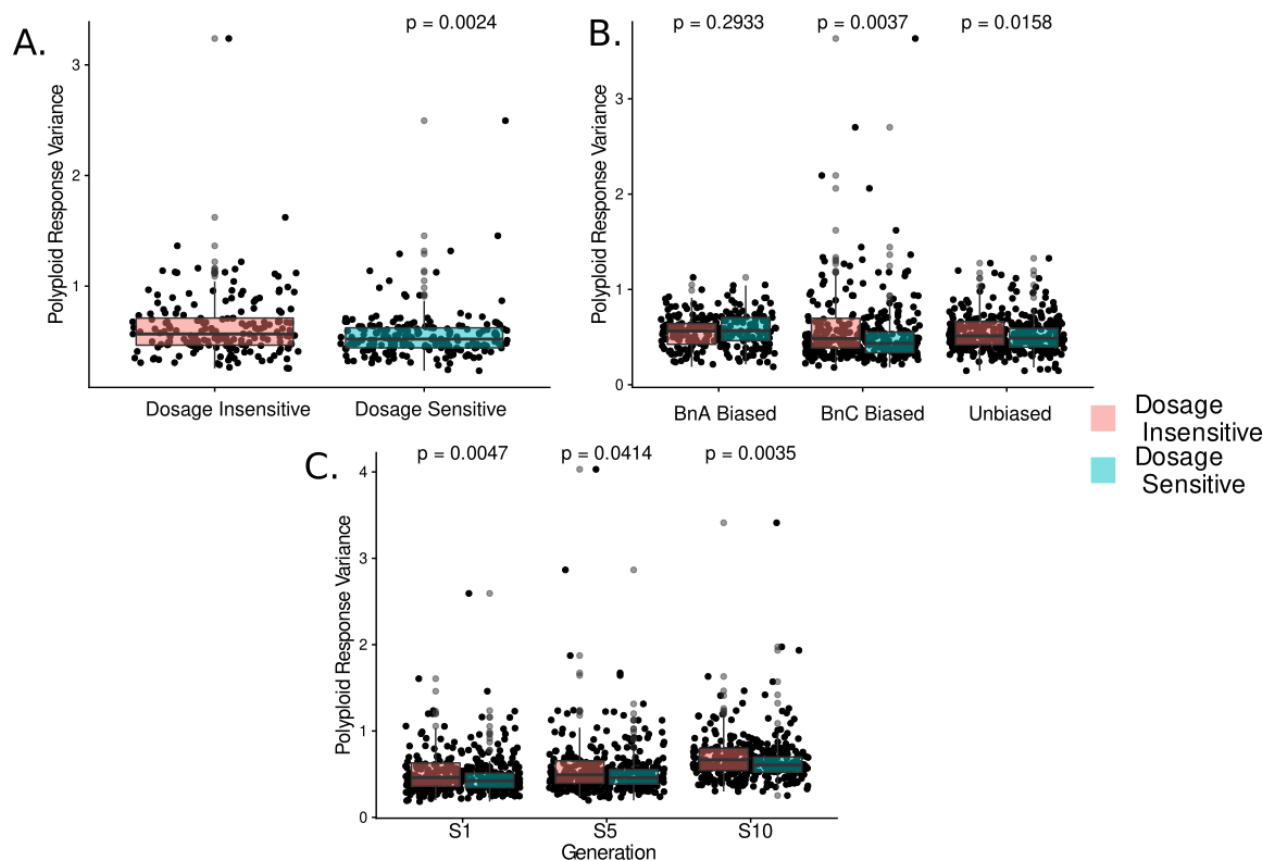 A.
p = 0.0024
Polyploid Response Variance
3
2
1
Dosage Insensitive
Dosage Sensitive
B.
p = 0.2933
p = 0.0037
p = 0.0158
Polyploid Response Variance
3
2
1
0
BnA Biased
BnC Biased
Unbiased
Dosage
Insensitive
Dosage
Sensitive
C.
p = 0.0047
p = 0.0414
p = 0.0035
Polyploid Response Variance
4
3
2
1
0
S1
S5
S10
Generation